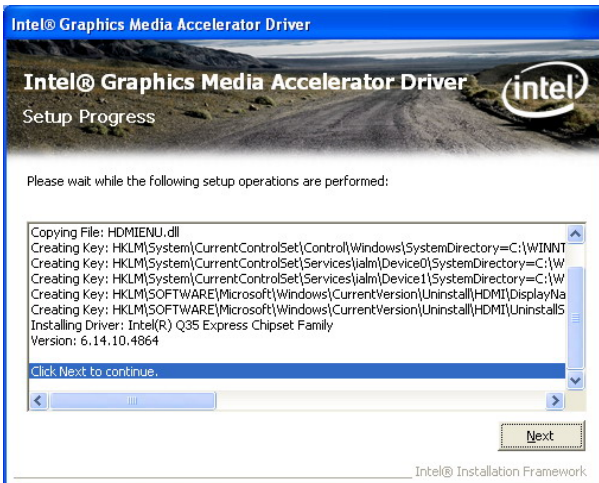 Intel® Graphics Media Accelerator Driver
Intel® Graphics Media Accelerator Driver
intel
Setup Progress
Please wait while the following setup operations are performed:
Copying File: HDMIENU.dll
Creating Key: HKLM\System\CurrentControlSet\Control\Windows\SystemDirectory=C:\WINNT
Creating Key: HKLM\System\CurrentControlSet\Services\ialm\Device0\SystemDirectory=C:\W
Creating Key: HKLM\System\CurrentControlSet\Services\ialm\Device1\SystemDirectory=C:\W
Creating Key: HKLM\SOFTWARE\Microsoft\Windows\CurrentVersion\Uninstall\HDMI\DisplayNa
Creating Key: HKLM\SOFTWARE\Microsoft\Windows\CurrentVersion\Uninstall\HDMI\UninstallS
Installing Driver: Intel(R) Q35 Express Chipset Family
Version: 6.14.10.4864
Click Next to continue.
Next
Intel® Installation Framework